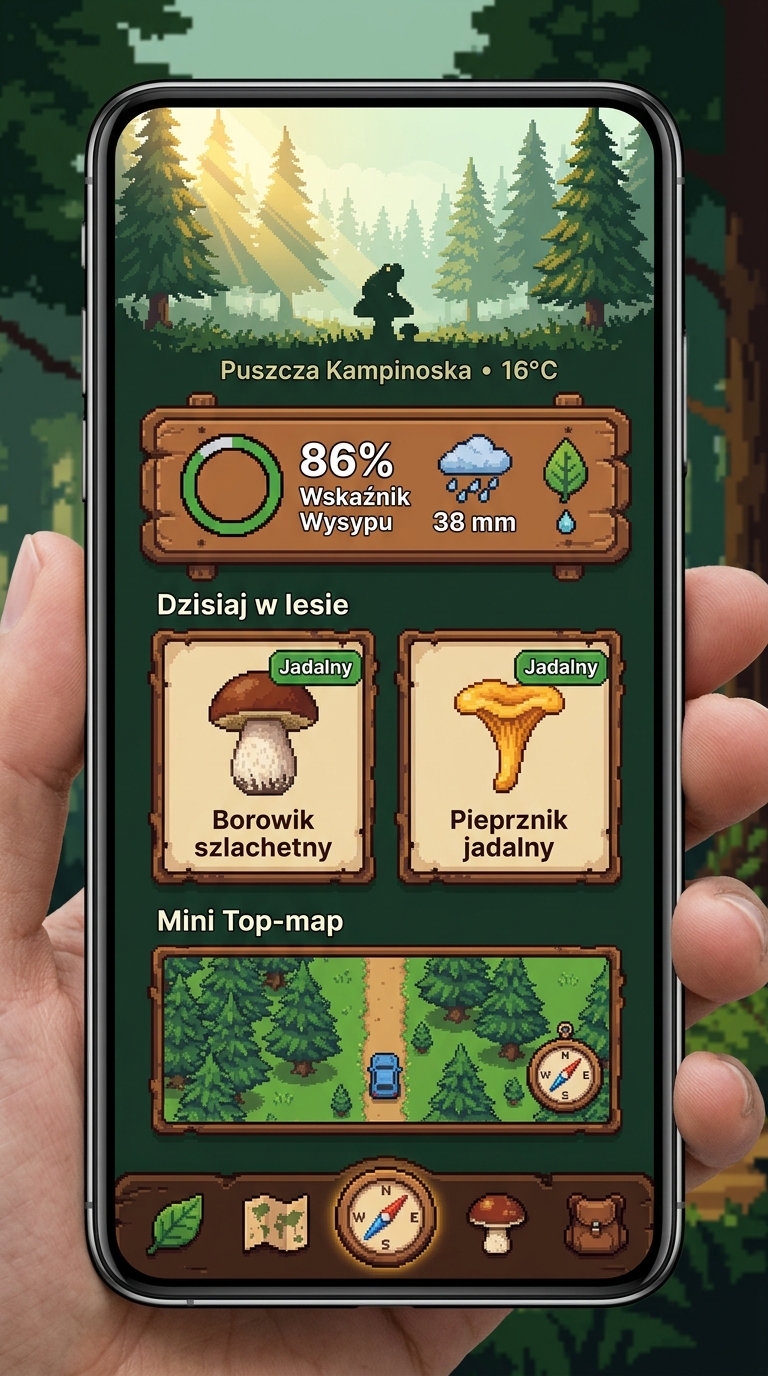 Puszcza Kampinoska • 16°C
86%
Wskaźnik
Wysypu
38 mm
Dzisiaj w lesie
Jadalny
Borowik
szlachetny
Jadalny
Pieprznik
jadalny
Mini Top-map
N
W E
S
N
W E
S